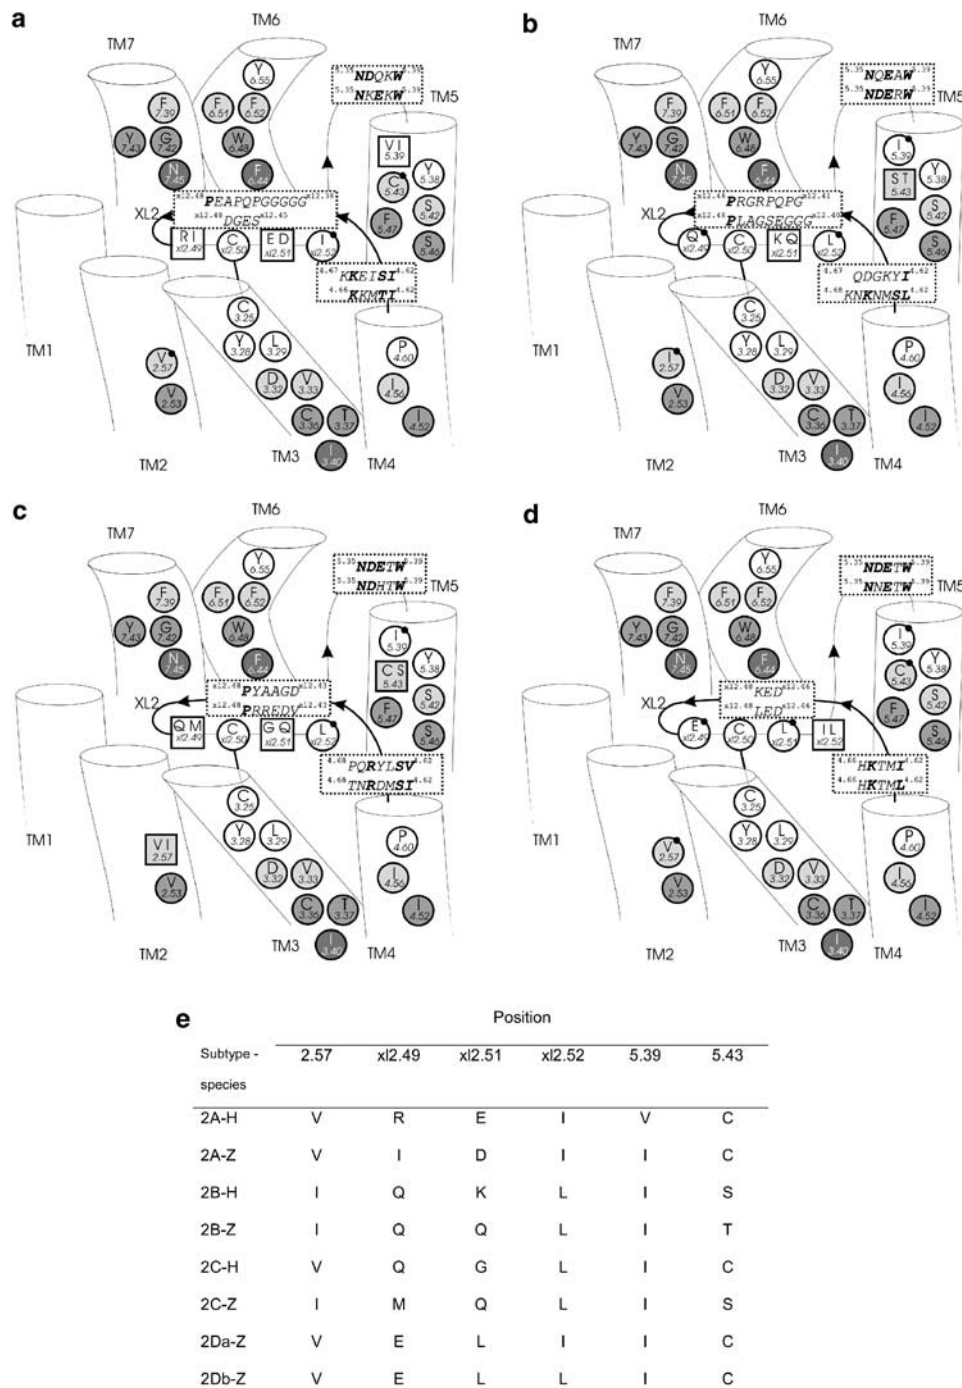 a
TM6
TM7
Y 6.55
5.35 NDQKW 5.39
5.35 NKEKW 5.39
TM5
F 7.39
F 6.51
F 6.52
Y 7.43
G 7.42
W 6.48
N 7.45
F 6.44
V I 5.39
C 5.43
Y 5.38
F 5.47
S 5.42
S 5.46
xl2.48 PEAPQPGGGGG xl2.38
xl2.48 DGES xl2.45
XL2
R I xl2.49
C xl2.50
E D xl2.51
I xl2.52
4.67 KKEISI 4.62
4.66 KKMTI 4.62
C 3.25
Y 3.28
L 3.29
TM1
P 4.60
V 2.57
D 3.32
V 3.33
I 4.56
V 2.53
C 3.36
T 3.37
I 4.52
I 3.40
TM2
TM3
TM4
b
TM6
TM7
Y 6.55
5.35 NQEAW 5.39
5.35 NDERW 5.39
TM5
F 7.39
F 6.51
F 6.52
Y 7.43
G 7.42
W 6.48
N 7.45
F 6.44
I 5.39
S T 5.43
Y 5.38
F 5.47
S 5.42
S 5.46
xl2.48 PRGRPQPG xl2.41
xl2.48 PLAGSEGGG xl2.40
XL2
Q xl2.49
C xl2.50
K Q xl2.51
L xl2.52
4.67 QDGKYI 4.62
4.68 KNKNMSL 4.62
C 3.25
Y 3.28
L 3.29
TM1
P 4.60
I 2.57
D 3.32
V 3.33
I 4.56
V 2.53
C 3.36
T 3.37
I 4.52
I 3.40
TM2
TM3
TM4
c
TM6
TM7
Y 6.55
5.35 NDETW 5.39
5.35 NDHTW 5.39
TM5
F 7.39
F 6.51
F 6.52
Y 7.43
G 7.42
W 6.48
N 7.45
F 6.44
I 5.39
C S 5.43
Y 5.38
F 5.47
S 5.42
S 5.46
xl2.48 PYAAGD xl2.43
xl2.48 PRREDV xl2.43
XL2
Q M xl2.49
C xl2.50
G Q xl2.51
L xl2.52
4.68 PQRYLSV 4.62
4.68 TNRDMSI 4.62
C 3.25
Y 3.28
L 3.29
TM1
P 4.60
V I 2.57
D 3.32
V 3.33
I 4.56
V 2.53
C 3.36
T 3.37
I 4.52
I 3.40
TM2
TM3
TM4
d
TM6
TM7
Y 6.55
5.35 NDETW 5.39
5.35 NNETW 5.39
TM5
F 7.39
F 6.51
F 6.52
Y 7.43
G 7.42
W 6.48
N 7.45
F 6.44
I 5.39
C 5.43
Y 5.38
F 5.47
S 5.42
S 5.46
xl2.48 KED xl2.46
xl2.48 LED xl2.46
XL2
E xl2.49
C xl2.50
L xl2.51
I L xl2.52
4.66 HKTMI 4.62
4.66 HKTML 4.62
C 3.25
Y 3.28
L 3.29
TM1
P 4.60
V 2.57
D 3.32
V 3.33
I 4.56
V 2.53
C 3.36
T 3.37
I 4.52
I 3.40
TM2
TM3
TM4
e
Position
Subtype - species 2.57 xl2.49 xl2.51 xl2.52 5.39 5.43
2A-H V R E I V C
2A-Z V I D I I C
2B-H I Q K L I S
2B-Z I Q Q L I T
2C-H V Q G L I C
2C-Z I M Q L I S
2Da-Z V E L I I C
2Db-Z V E L L I C